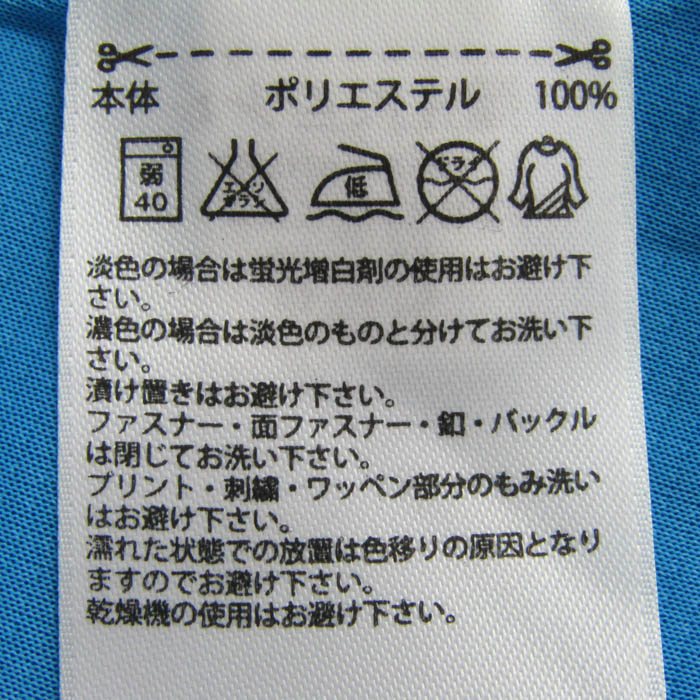 本体 ポリエステル 100%
弱 40 エンソ サラシ 低 ドライ
淡色の場合は蛍光増白剤の使用はお避け下
さい。
濃色の場合は淡色のものと分けてお洗い下
さい。
漬け置きはお避け下さい。
ファスナー・面ファスナー・釦・バックル
は閉じてお洗い下さい。
プリント・刺繍・ワッペン部分のもみ洗い
はお避け下さい。
濡れた状態での放置は色移りの原因となり
ますのでお避け下さい。
乾燥機の使用はお避け下さい。